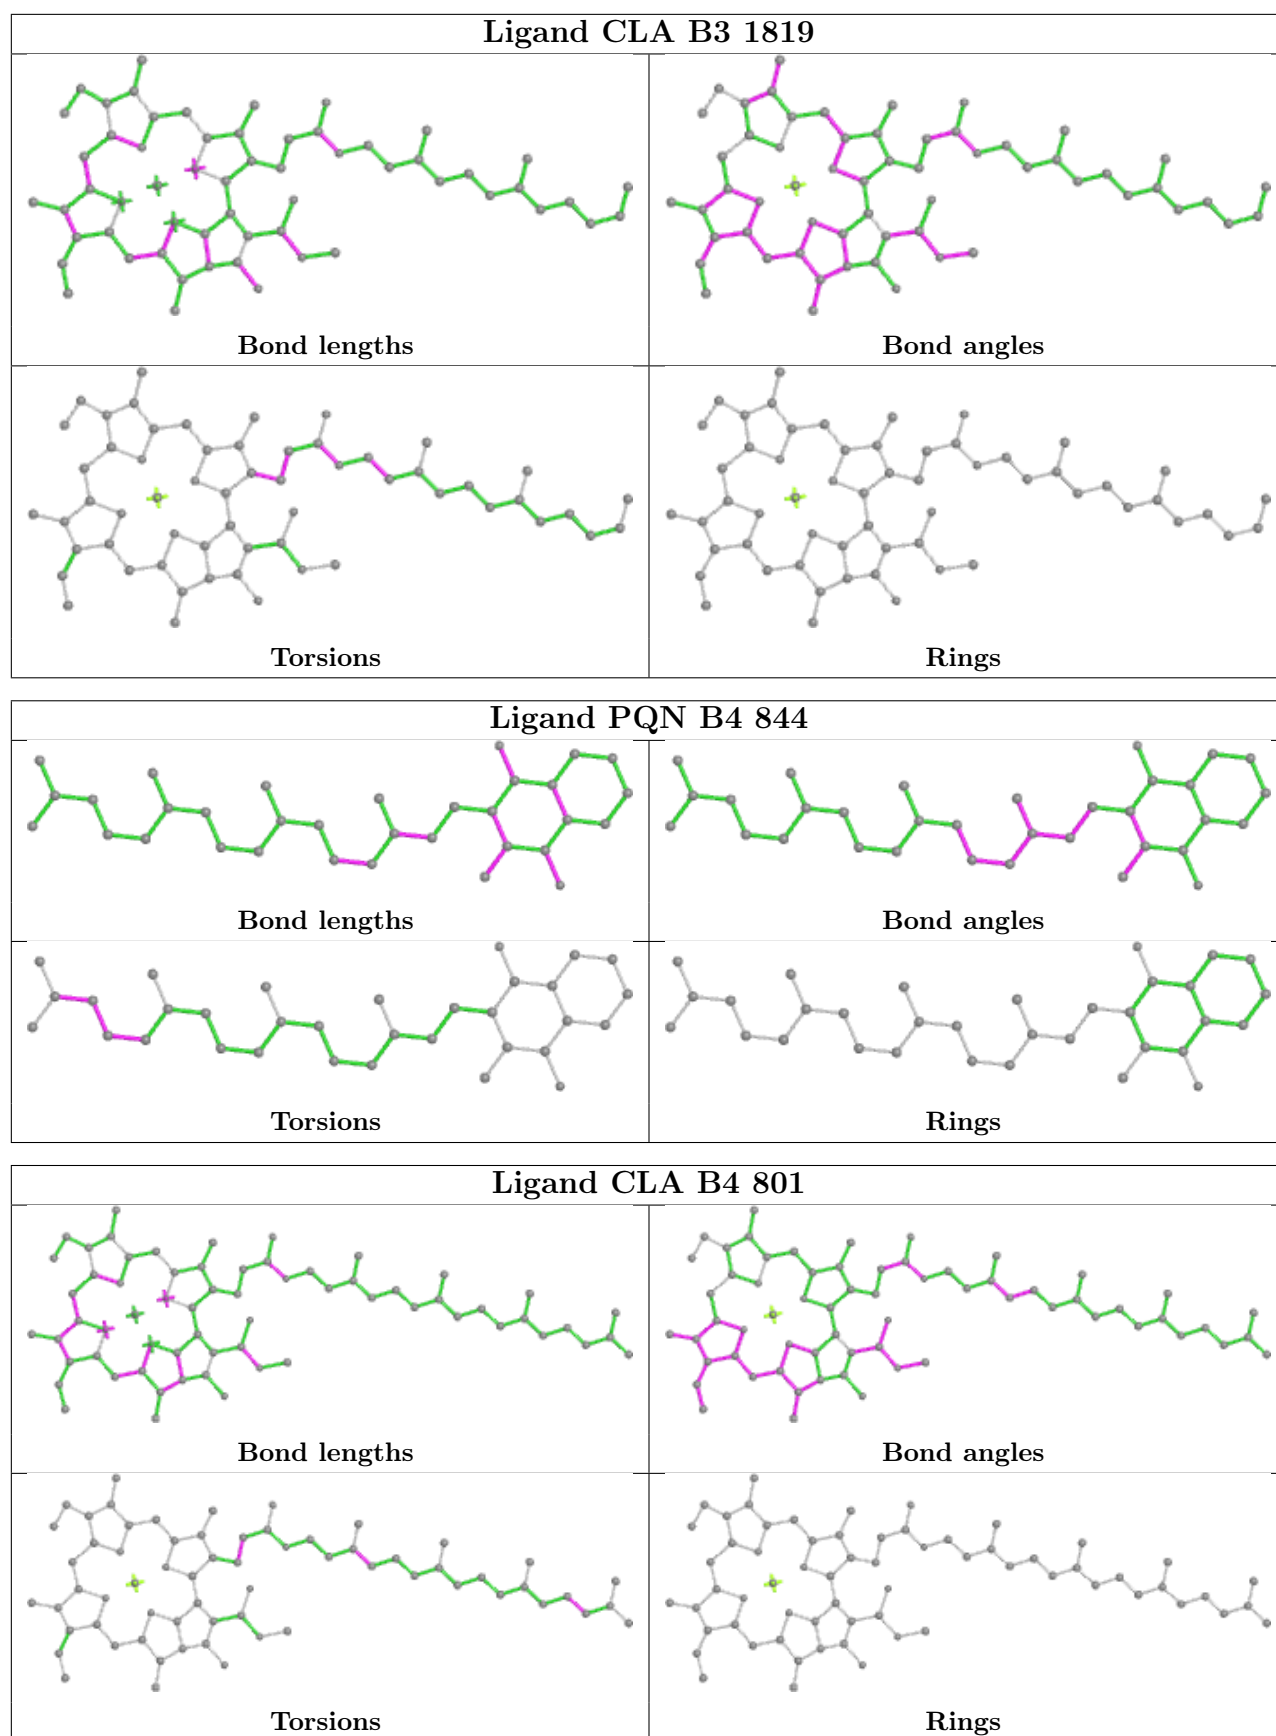 Ligand CLA B3 1819
Bond lengths
Bond angles
Torsions
Rings
Ligand PQN B4 844
Bond lengths
Bond angles
Torsions
Rings
Ligand CLA B4 801
Bond lengths
Bond angles
Torsions
Rings